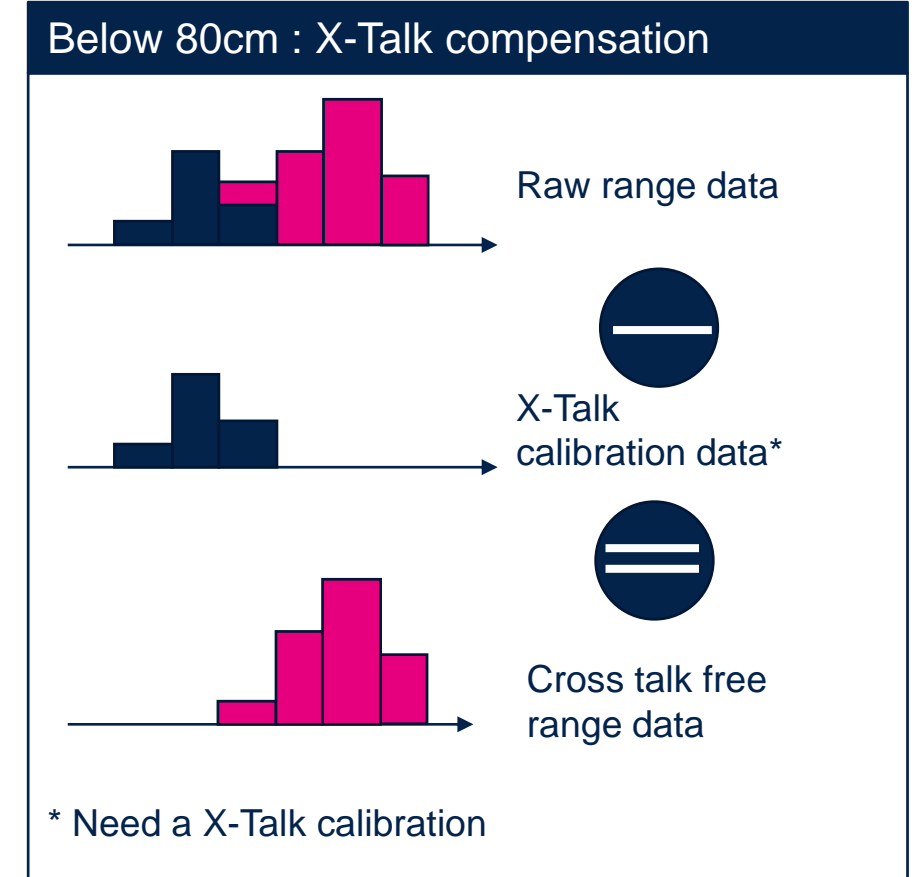 Below 80cm : X-Talk compensation
Raw range data
X-Talk
calibration data*
Cross talk free
range data
* Need a X-Talk calibration